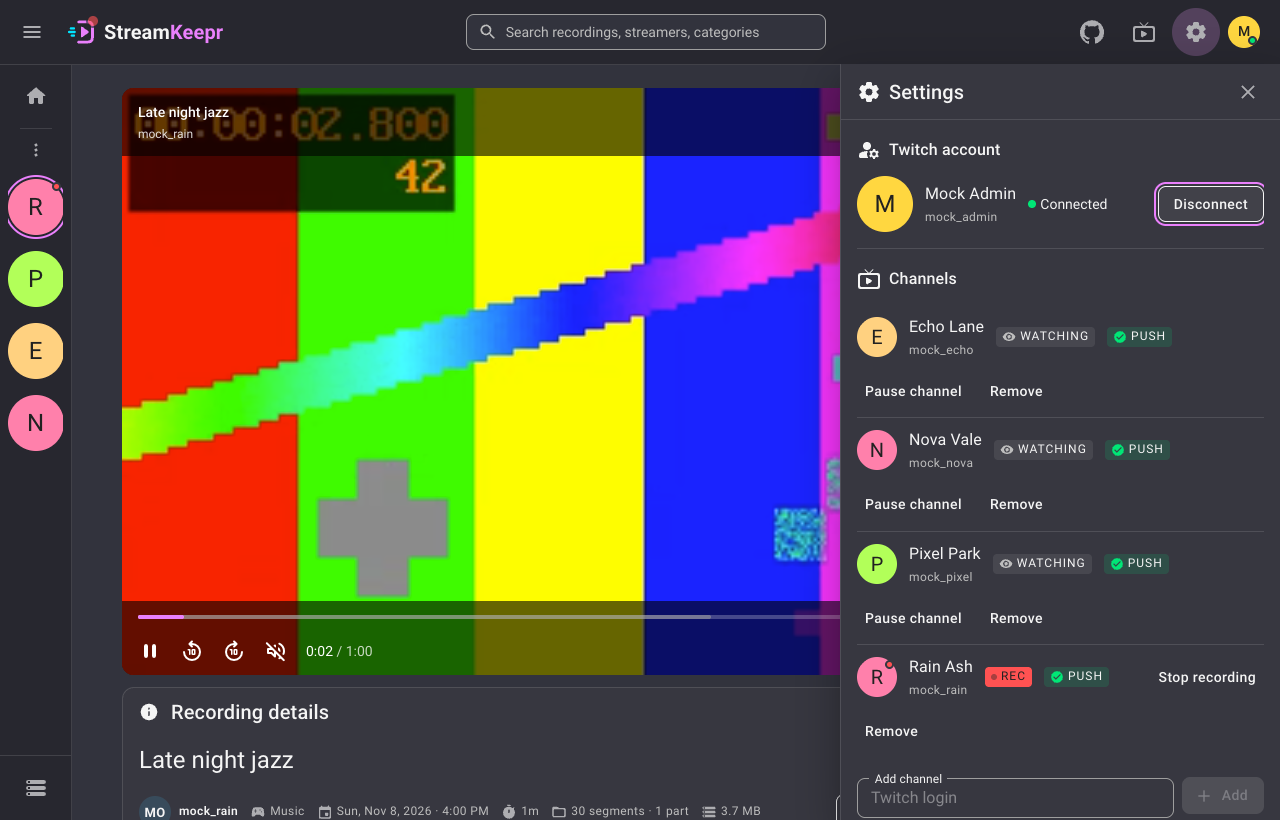 StreamKeepr
Search recordings, streamers, categories
M
R
P
E
N
Late night jazz
mock_rain
00:00:02.800
42
0:02 / 1:00
10
10
Recording details
Late night jazz
MO mock_rain Music Sun, Nov 8, 2026 · 4:00 PM 1m 30 segments · 1 part 3.7 MB
Settings
Twitch account
M
Mock Admin
mock_admin
Connected
Disconnect
Channels
E
Echo Lane
mock_echo
WATCHING
PUSH
Pause channel
Remove
N
Nova Vale
mock_nova
WATCHING
PUSH
Pause channel
Remove
P
Pixel Park
mock_pixel
WATCHING
PUSH
Pause channel
Remove
R
Rain Ash
mock_rain
REC
PUSH
Stop recording
Remove
Add channel
Twitch login
Add